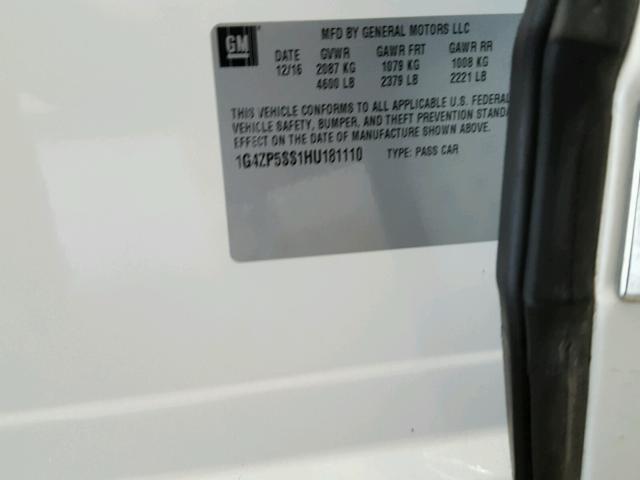 GM
MFD BY GENERAL MOTORS LLC
DATE GVWR GAWR FRT GAWR RR
12/16 2087 KG 1079 KG 1008 KG
4600 LB 2379 LB 2221 LB
THIS VEHICLE CONFORMS TO ALL APPLICABLE U.S. FEDERAL
VEHICLE SAFETY, BUMPER, AND THEFT PREVENTION STANDA
EFFECT ON THE DATE OF MANUFACTURE SHOWN ABOVE.
1G4ZP5SS1HU181110 TYPE: PASS CAR